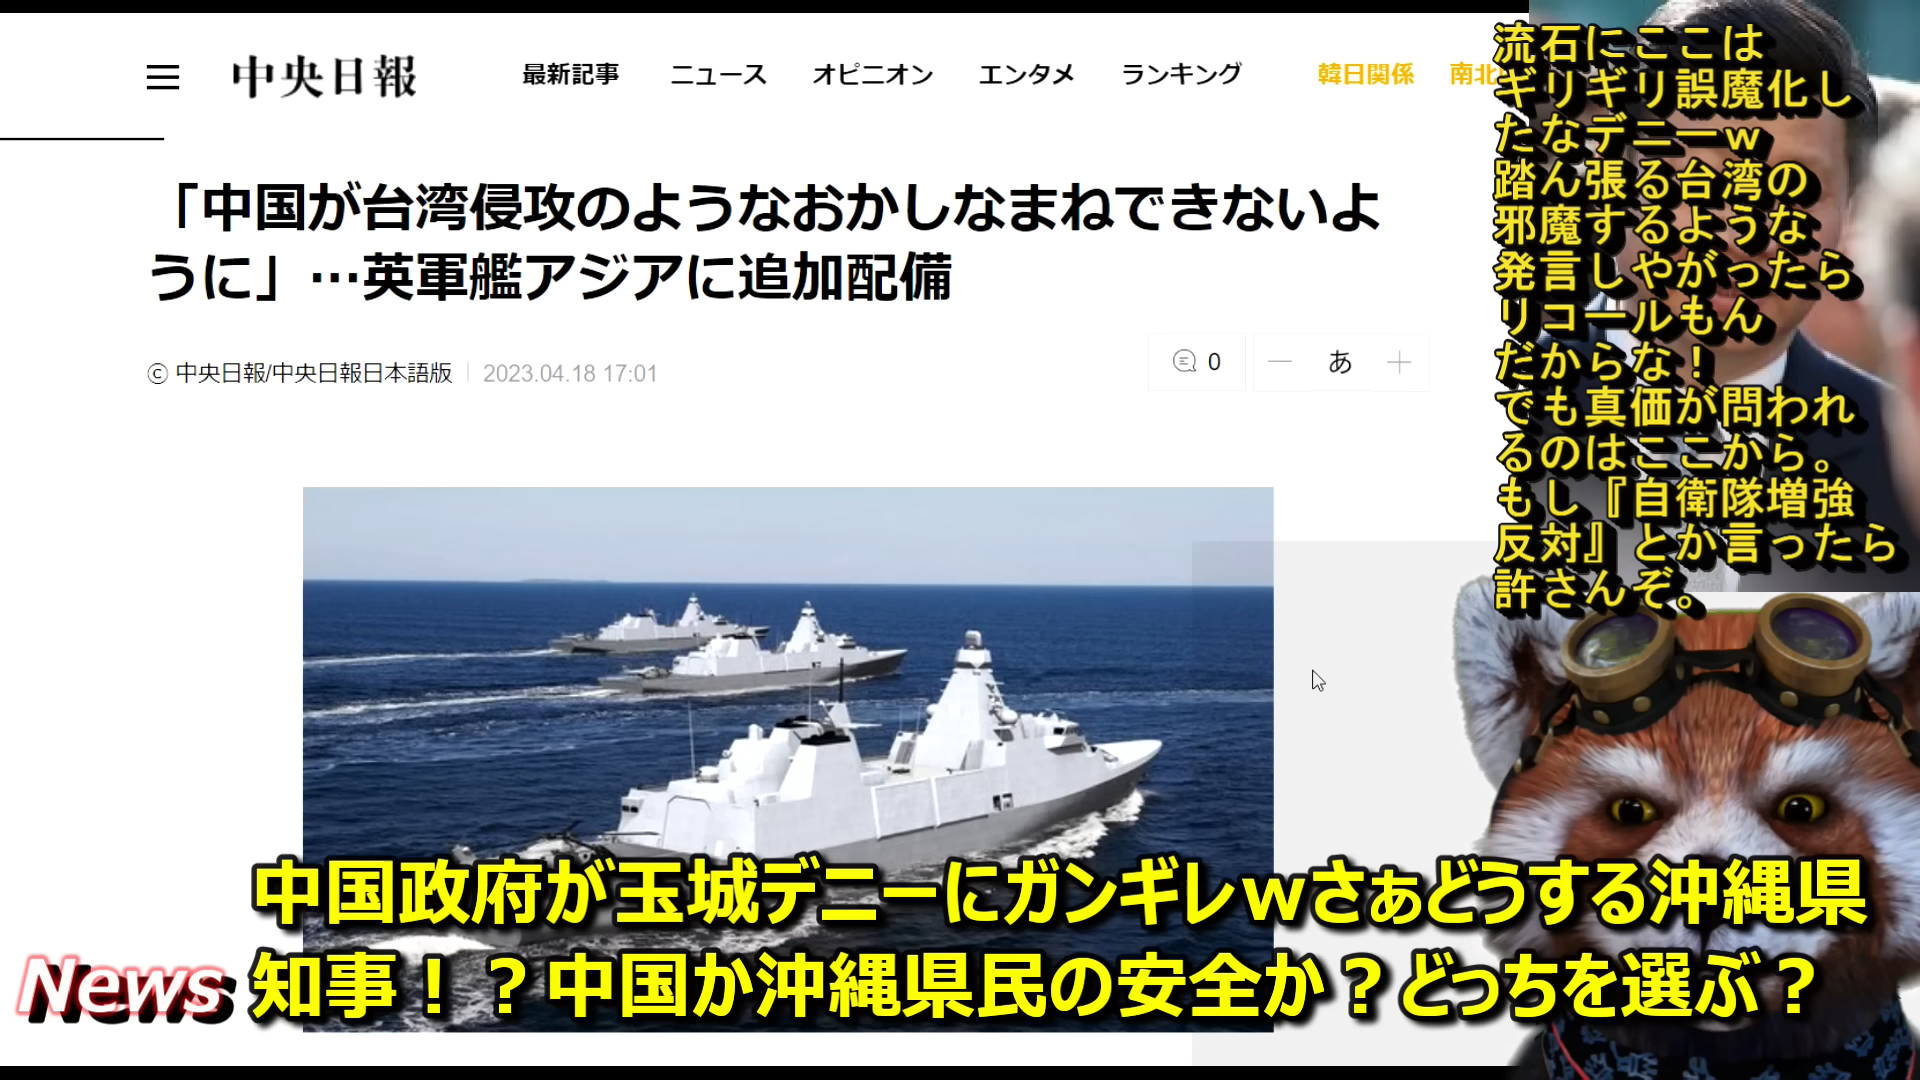 中央日報
最新記事 ニュース オピニオン エンタメ ランキング 韓日関係 南北
「中国が台湾侵攻のようなおかしなまねできないよ
うに」…英軍艦アジアに追加配備
ⓒ 中央日報/中央日報日本語版 2023.04.18 17:01
0
あ
流石にここは
ギリギリ誤魔化し
たなデニーｗ
踏ん張る台湾の
邪魔するような
発言しやがったら
リコールもん
だからな！
でも真価が問われ
るのはここから。
もし『自衛隊増強
反対』とか言ったら
許さんぞ。
中国政府が玉城デニーにガンギレwさぁどうする沖縄県
知事！？中国か沖縄県民の安全か？どっちを選ぶ？
News